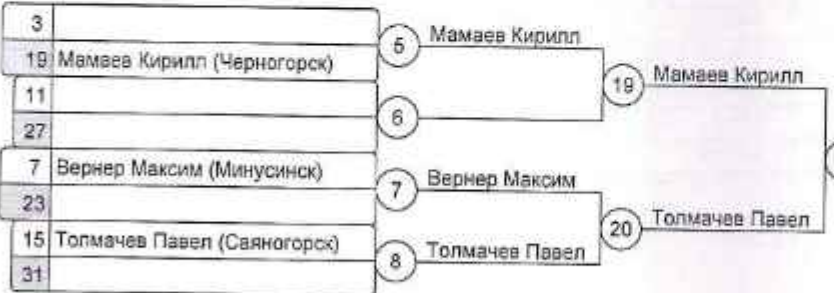 3
19 Мамаев Кирилл (Черногорск)
5 Мамаев Кирилл
11
27
6
19 Мамаев Кирилл
7 Вернер Максим (Минусинск)
23
7 Вернер Максим
15 Толмачев Павел (Саяногорск)
31
8 Толмачев Павел
20 Толмачев Павел